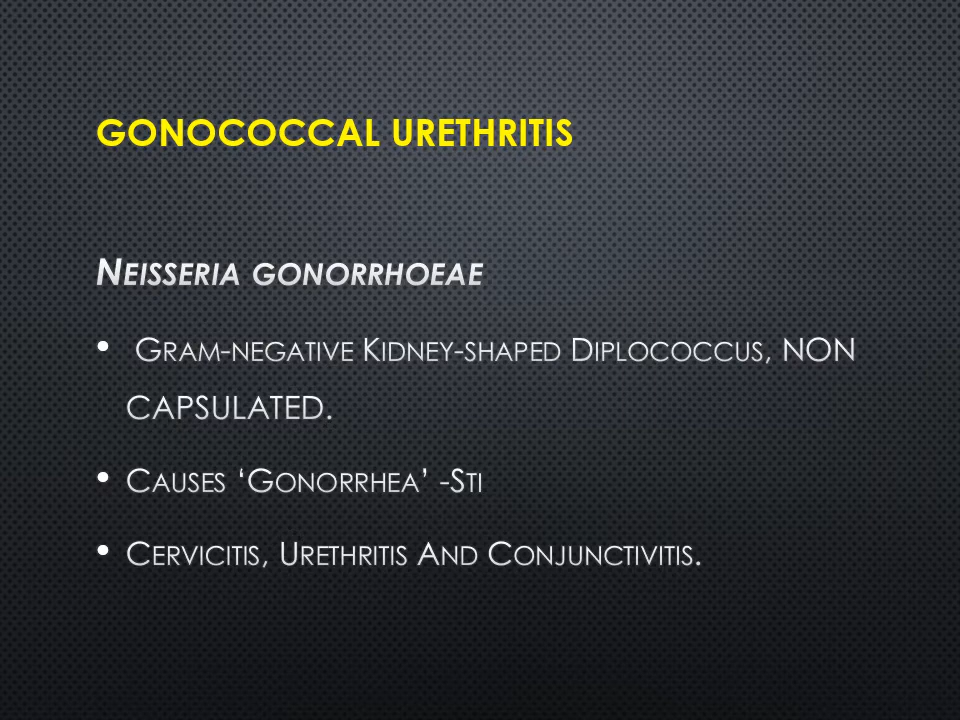 GONOCOCCAL URETHRITIS
NEISSERIA GONORRHOEAE
• GRAM-NEGATIVE KIDNEY-SHAPED DIPLOCOCCUS, NON
CAPSULATED.
• CAUSES ‘GONORRHEA’ -STI
• CERVICITIS, URETHRITIS AND CONJUNCTIVITIS.